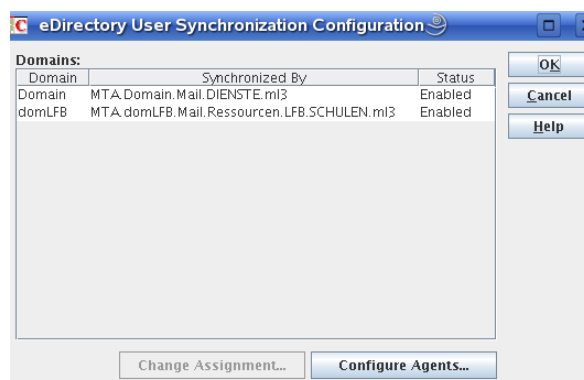 eDirectory User Synchronization Configuration
Domains:
Domain Synchronized By Status
Domain MTA.Domain.Mail.DIENSTE.ml3 Enabled
domLFB MTA.domLFB.Mail.Ressourcen.LFB.SCHULEN.ml3 Enabled
OK
Cancel
Help
Change Assignment... Configure Agents...